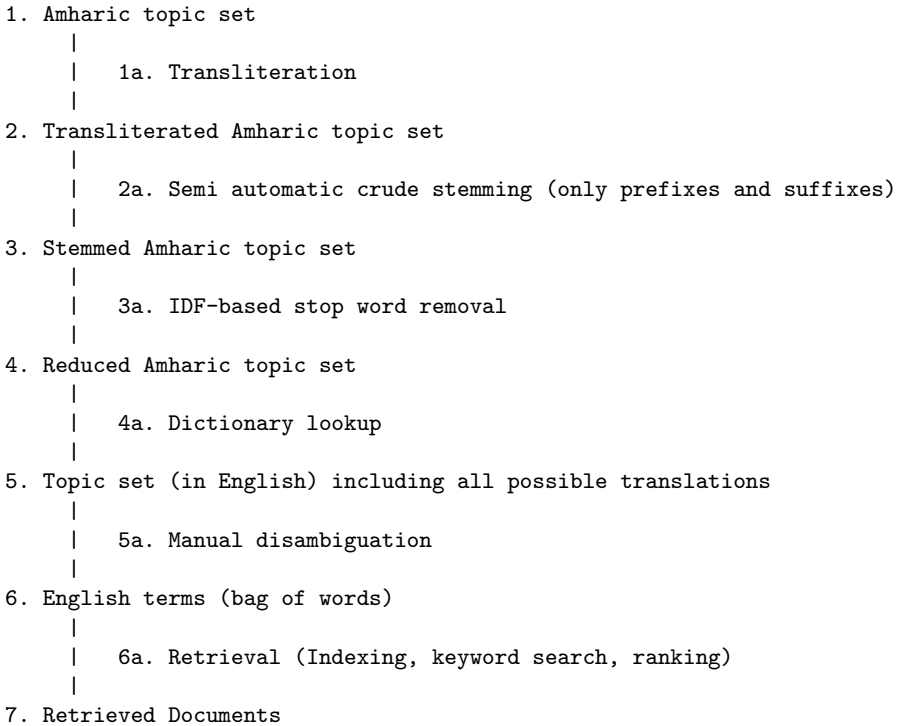 1. Amharic topic set
|
| 1a. Transliteration
|
2. Transliterated Amharic topic set
|
| 2a. Semi automatic crude stemming (only prefixes and suffixes)
|
3. Stemmed Amharic topic set
|
| 3a. IDF-based stop word removal
|
4. Reduced Amharic topic set
|
| 4a. Dictionary lookup
|
5. Topic set (in English) including all possible translations
|
| 5a. Manual disambiguation
|
6. English terms (bag of words)
|
| 6a. Retrieval (Indexing, keyword search, ranking)
|
7. Retrieved Documents